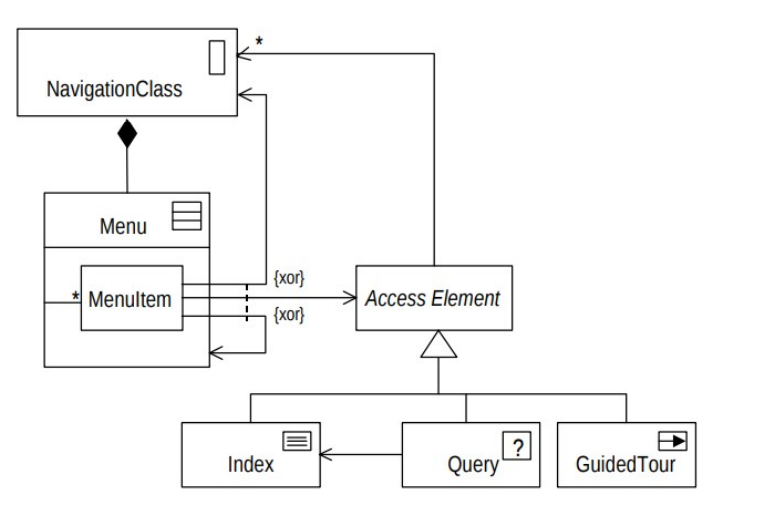 *
NavigationClass
Menu
* MenuItem
{xor}
{xor}
Access Element
Index
Query
?
GuidedTour